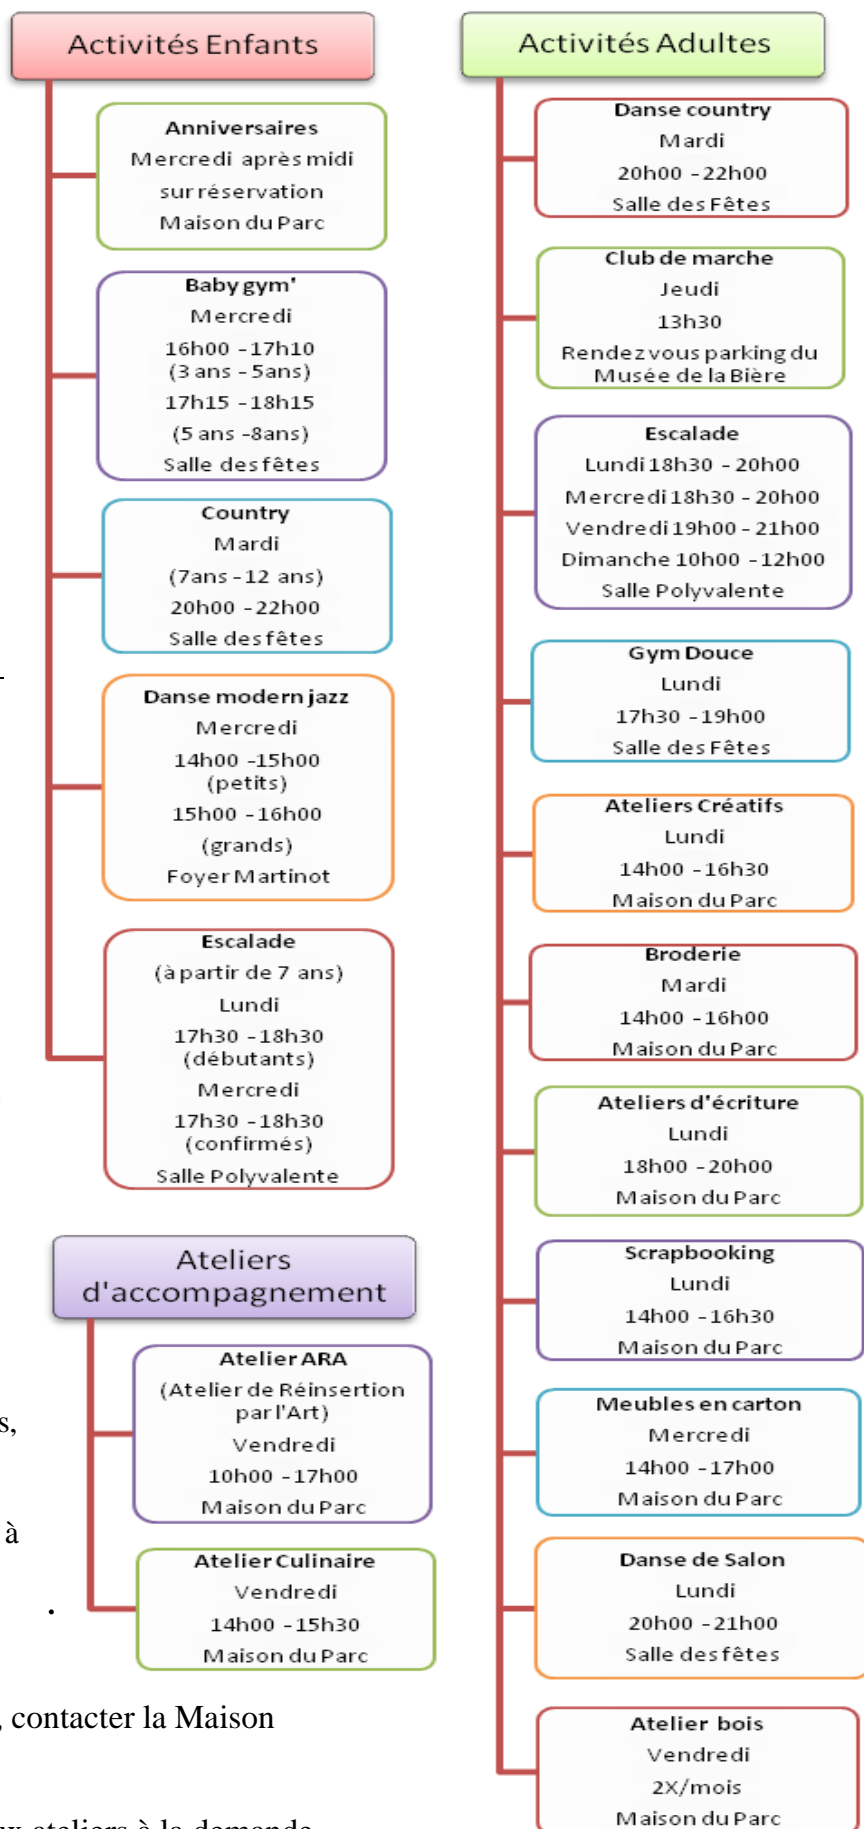 Activités Enfants
Anniversaires
Mercredi après midi
sur réservation
Maison du Parc
Baby gym'
Mercredi
16h00 -17h10
(3 ans -5ans)
17h15 -18h15
(5 ans -8ans)
Salle des fêtes
Country
Mardi
(7ans -12 ans)
20h00 -22h00
Salle des fêtes
Danse modern jazz
Mercredi
14h00 -15h00
(petits)
15h00 -16h00
(grands)
Foyer Martinot
Escalade
(à partir de 7 ans)
Lundi
17h30 -18h30
(débutants)
Mercredi
17h30 -18h30
(confirmés)
Salle Polyvalente
Ateliers
d'accompagnement
Atelier ARA
(Atelier de Réinsertion
par l'Art)
Vendredi
10h00 -17h00
Maison du Parc
Atelier Culinaire
Vendredi
14h00 -15h30
Maison du Parc
s,
à
.
, contacter la Maison
ux ateliers à la demande
Activités Adultes
Danse country
Mardi
20h00 -22h00
Salle des Fêtes
Club de marche
Jeudi
13h30
Rendez vous parking du
Musée de la Bière
Escalade
Lundi 18h30 - 20h00
Mercredi 18h30 - 20h00
Vendredi 19h00 - 21h00
Dimanche 10h00 -12h00
Salle Polyvalente
Gym Douce
Lundi
17h30 -19h00
Salle des Fêtes
Ateliers Créatifs
Lundi
14h00 -16h30
Maison du Parc
Broderie
Mardi
14h00 -16h00
Maison du Parc
Ateliers d'écriture
Lundi
18h00 -20h00
Maison du Parc
Scrapbooking
Lundi
14h00 -16h30
Maison du Parc
Meubles en carton
Mercredi
14h00 -17h00
Maison du Parc
Danse de Salon
Lundi
20h00 -21h00
Salle des fêtes
Atelier bois
Vendredi
2X/mois
Maison du Parc